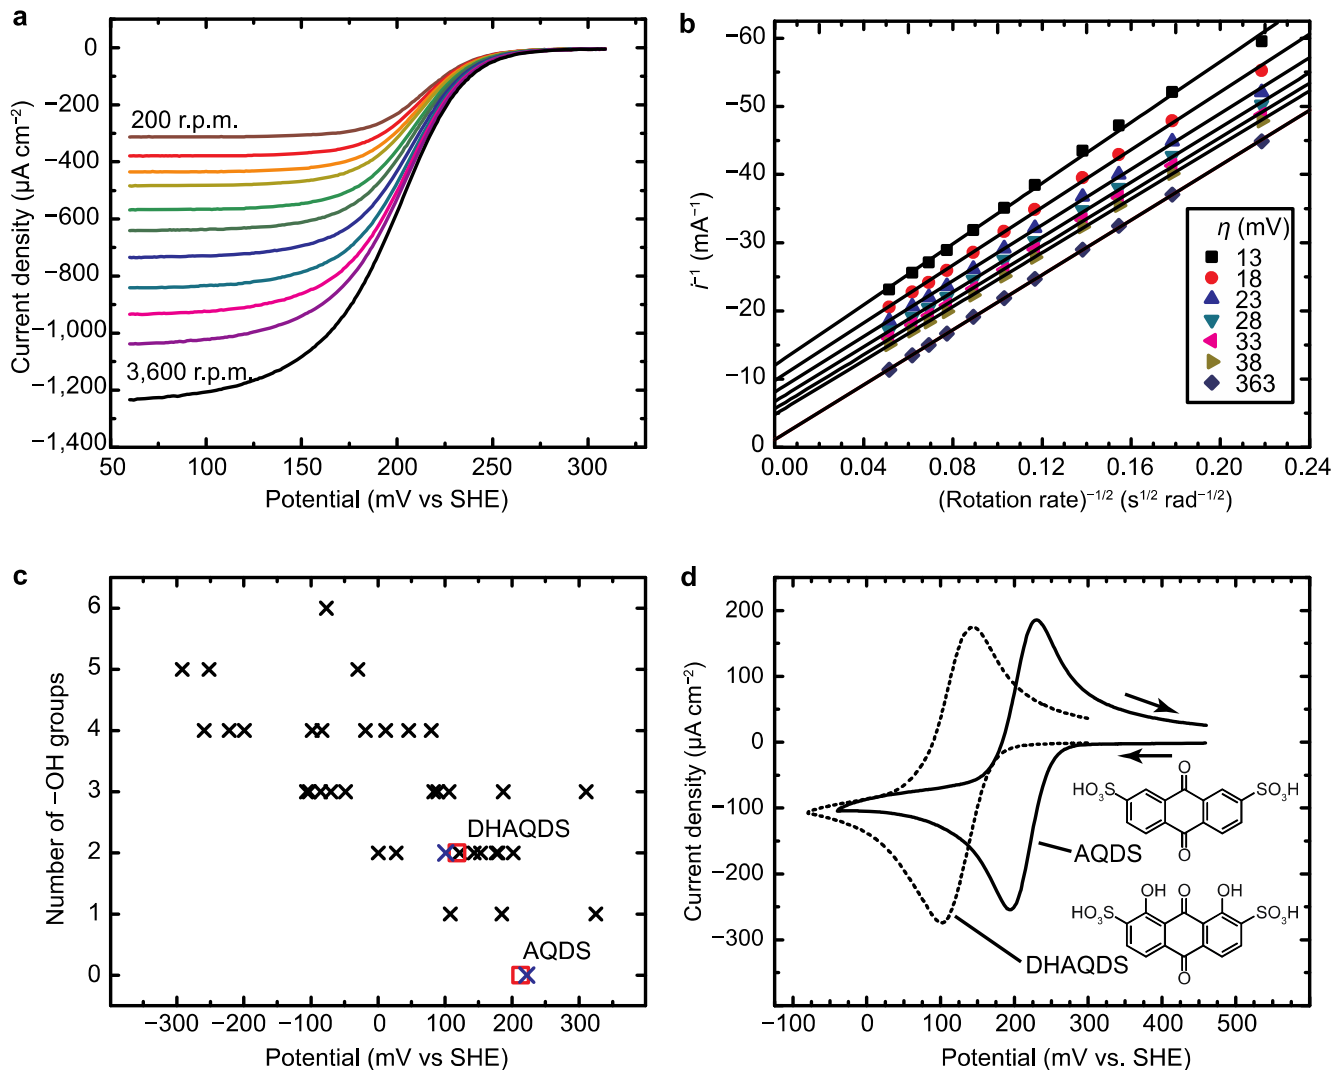 a
0
−200
−400
−600
−800
−1,000
−1,200
−1,400
Current density (µA cm⁻²)
200 r.p.m.
3,600 r.p.m.
50 100 150 200 250 300
Potential (mV vs SHE)
b
−60
−50
−40
−30
−20
−10
0
i⁻¹ (mA⁻¹)
η (mV)
13
18
23
28
33
38
363
0.00 0.04 0.08 0.12 0.16 0.20 0.24
(Rotation rate)⁻¹/² (s¹/² rad⁻¹/²)
c
6
5
4
3
2
1
0
Number of −OH groups
DHAQDS
AQDS
−300 −200 −100 0 100 200 300
Potential (mV vs SHE)
d
200
100
0
−100
−200
−300
Current density (µA cm⁻²)
O
HO₃S SO₃H
O
AQDS
OH O OH
HO₃S SO₃H
O
DHAQDS
−100 0 100 200 300 400 500
Potential (mV vs. SHE)